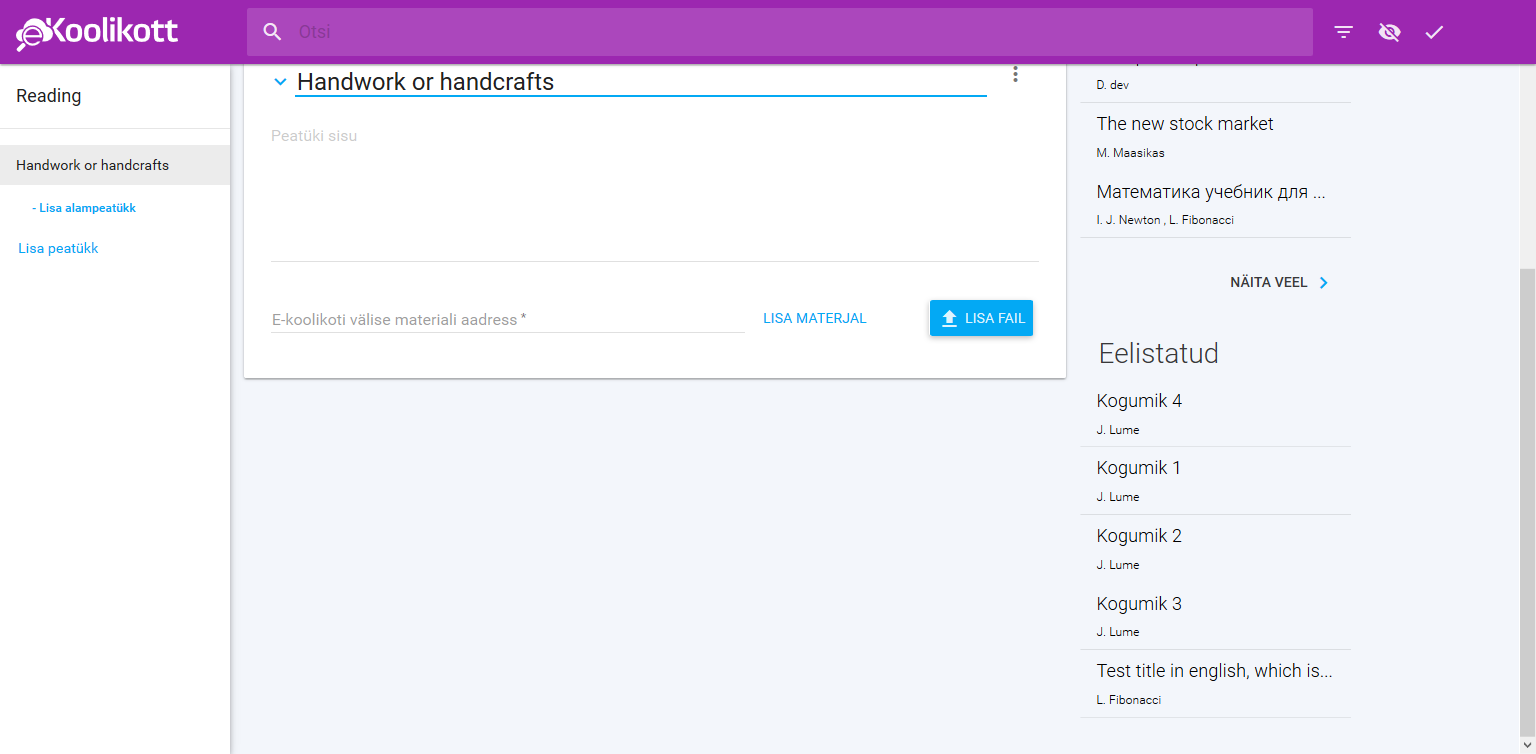 eKoolikott
Otsi
Reading
Handwork or handcrafts
- Lisa alampeatükk
Lisa peatükk
Handwork or handcrafts
Peatüki sisu
E-koolikoti välise materiali aadress *
LISA MATERJAL
LISA FAIL
D. dev
The new stock market
M. Maasikas
Математика учебник для ...
I. J. Newton , L. Fibonacci
NÄITA VEEL
Eelistatud
Kogumik 4
J. Lume
Kogumik 1
J. Lume
Kogumik 2
J. Lume
Kogumik 3
J. Lume
Test title in english, which is...
L. Fibonacci